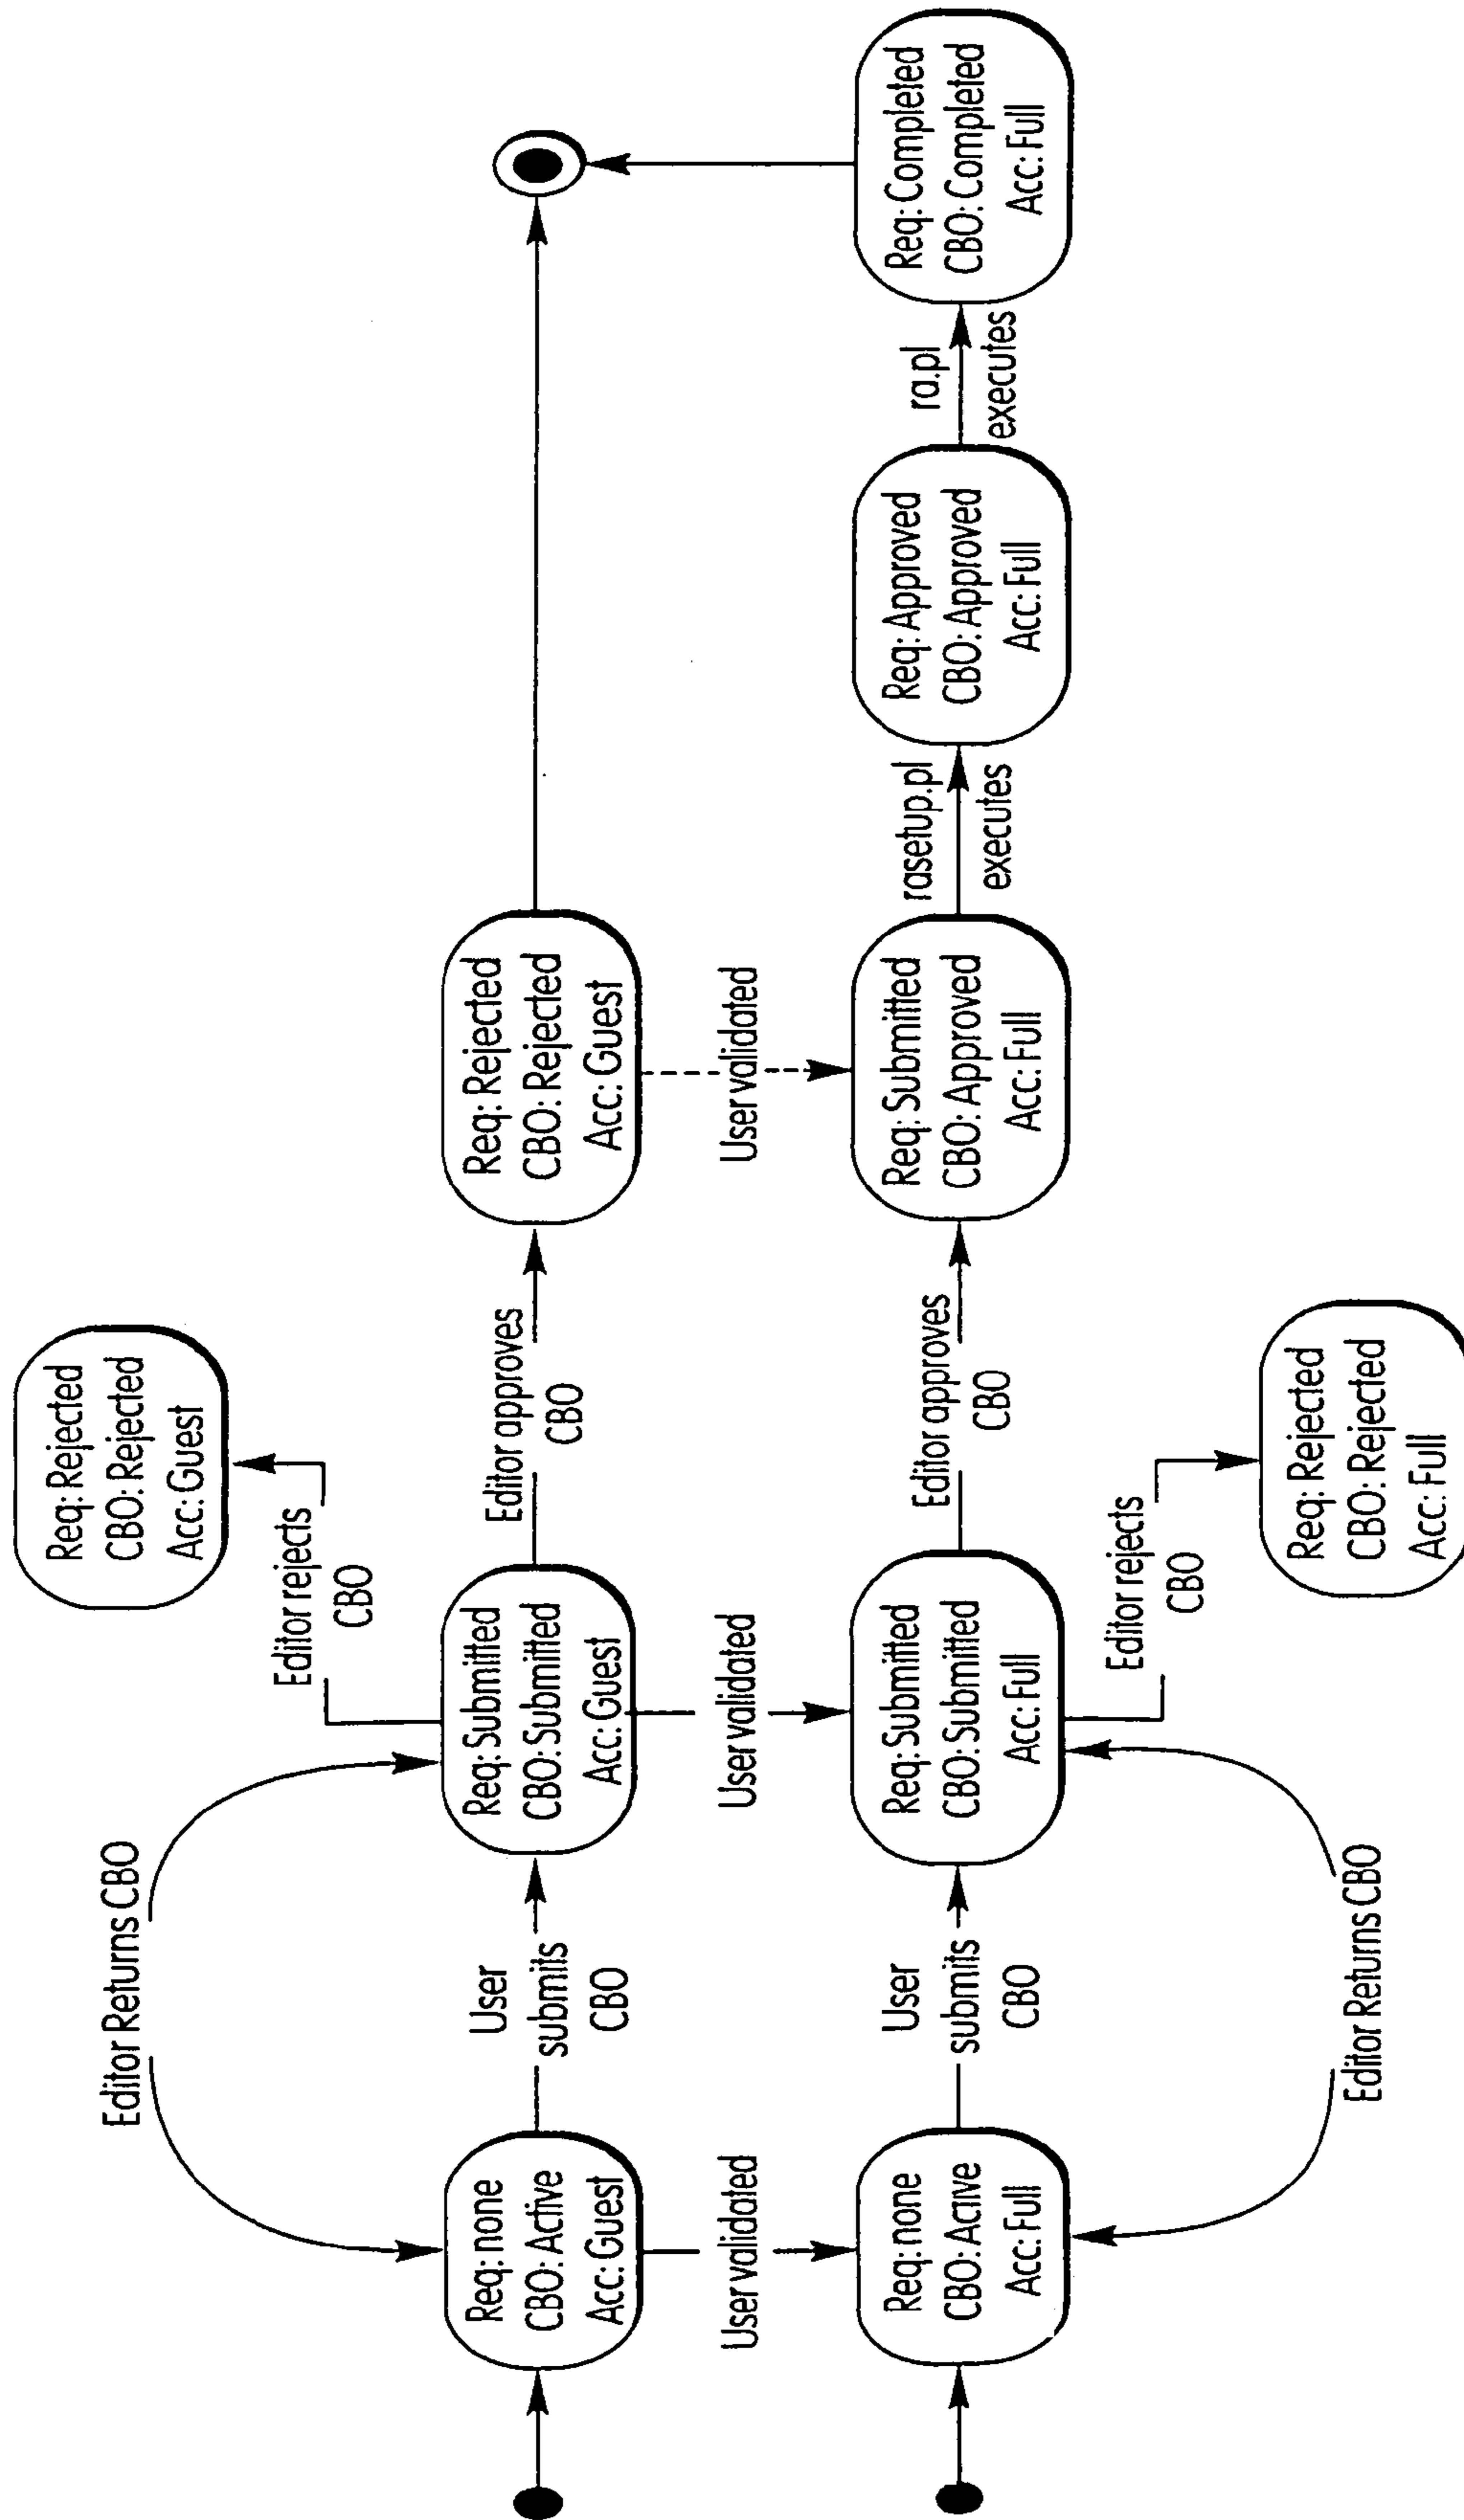 Req: Rejected
CBO: Rejected
Acc: Guest
Editor Returns CBO
Editor rejects
CBO
Req: none
CBO: Active
Acc: Guest
User
submits
CBO
Req: Submitted
CBO: Submitted
Acc: Guest
Editor approves
CBO
Req: Rejected
CBO: Rejected
Acc: Guest
User validated
User validated
User validated
Req: none
CBO: Active
Acc: Full
User
submits
CBO
Req: Submitted
CBO: Submitted
Acc: Full
Editor approves
CBO
Req: Submitted
CBO: Approved
Acc: Full
rasetup.pl
executes
Req: Approved
CBO: Approved
Acc: Full
ra.pl
executes
Req: Completed
CBO: Completed
Acc: Full
Editor rejects
CBO
Editor Returns CBO
Req: Rejected
CBO: Rejected
Acc: Full